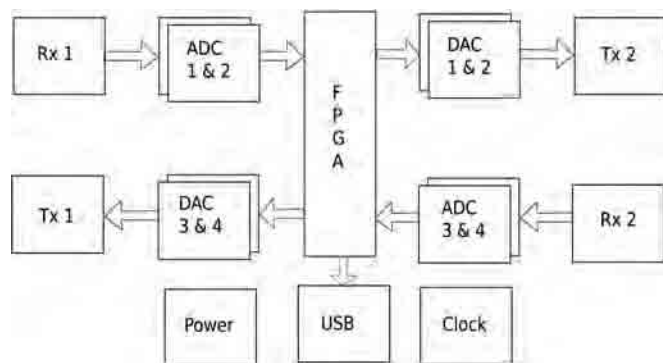 Rx 1
ADC
1 & 2
F
P
G
A
DAC
1 & 2
Tx 2
Tx 1
DAC
3 & 4
ADC
3 & 4
Rx 2
Power
USB
Clock